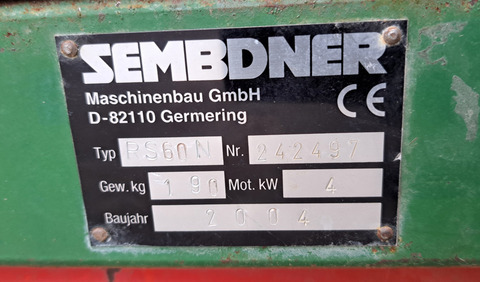 SEMBDNER
Maschinenbau GmbH
D-82110 Germering
CE
Typ RS60N Nr. 242497
Gew. kg 190 Mot. kW 4
Baujahr 2004